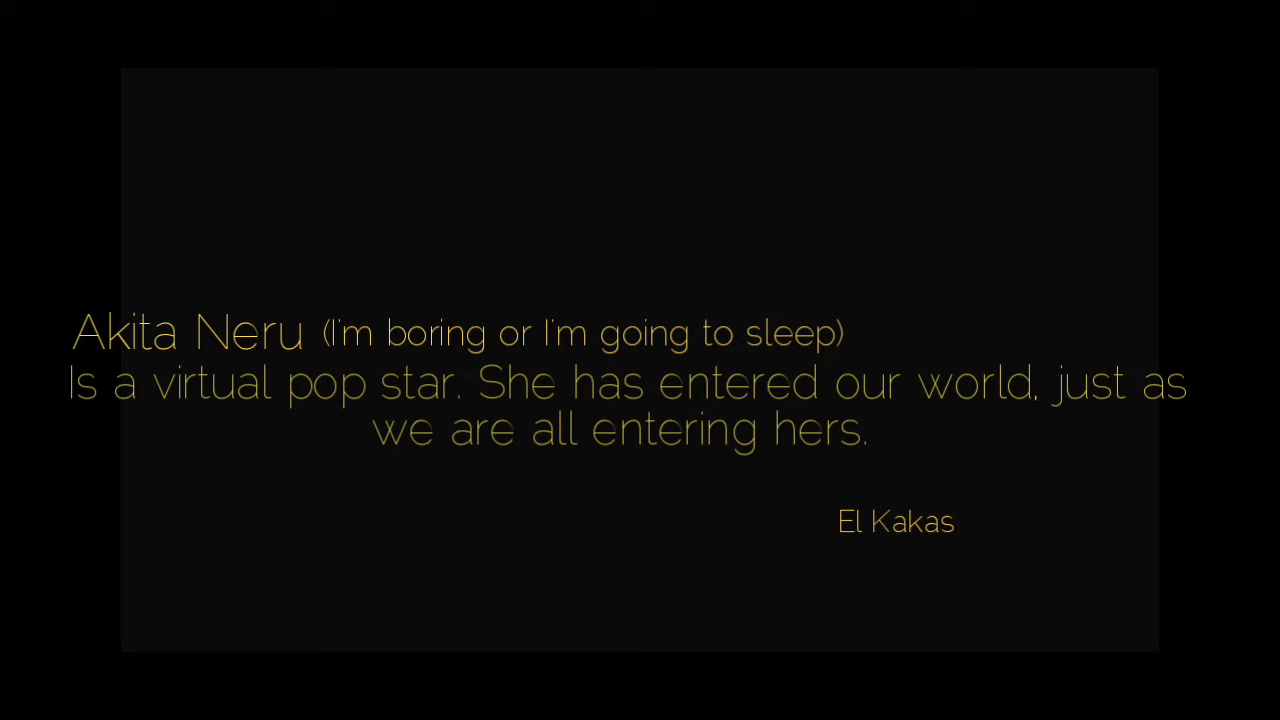 Akita Neru (I'm boring or I'm going to sleep)
Is a virtual pop star. She has entered our world, just as
we are all entering hers.
El Kakas